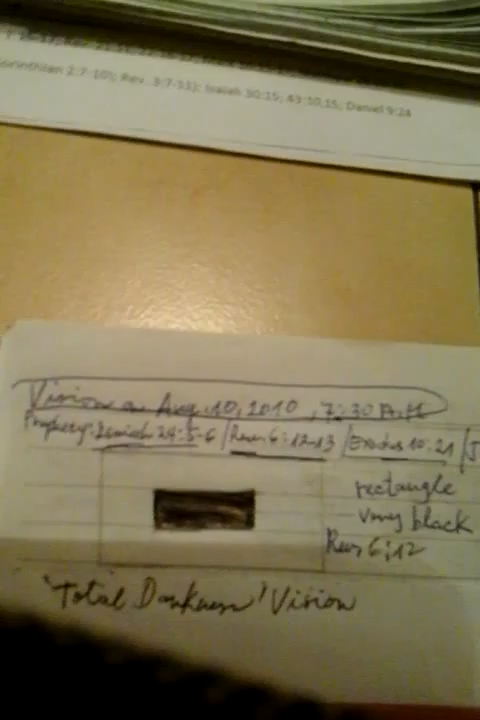 orinthian 2:7-10); Rev. 3:7-11); Isaiah 30:15; 43:10,15; Daniel 9:24
Vision on Aug. 10, 2010, 7:30 A.M
Prophecy: Isaiah 24:5-6 / Rev. 6:12-13 / Exodus 10:21 / J
rectangle
very black
Rev 6:12
"Total Darkness" Vision